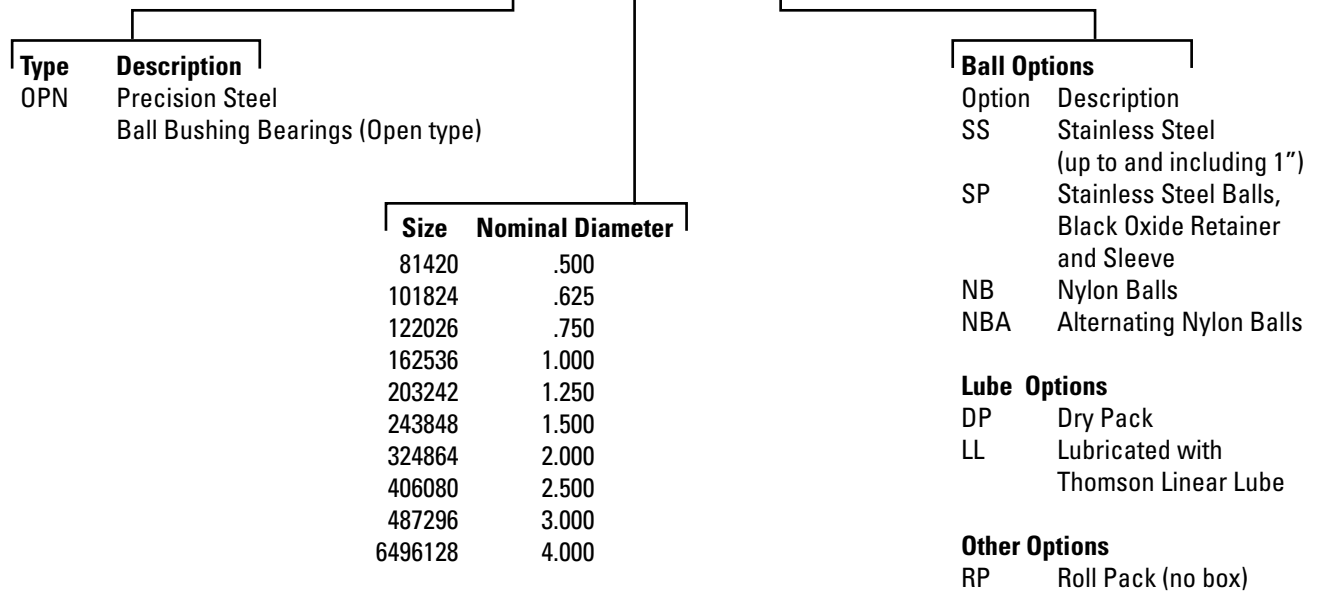 Type Description
OPN Precision Steel
Ball Bushing Bearings (Open type)
Size Nominal Diameter
81420 .500
101824 .625
122026 .750
162536 1.000
203242 1.250
243848 1.500
324864 2.000
406080 2.500
487296 3.000
6496128 4.000
Ball Options
Option Description
SS Stainless Steel
(up to and including 1”)
SP Stainless Steel Balls,
Black Oxide Retainer
and Sleeve
NB Nylon Balls
NBA Alternating Nylon Balls
Lube Options
DP Dry Pack
LL Lubricated with
Thomson Linear Lube
Other Options
RP Roll Pack (no box)